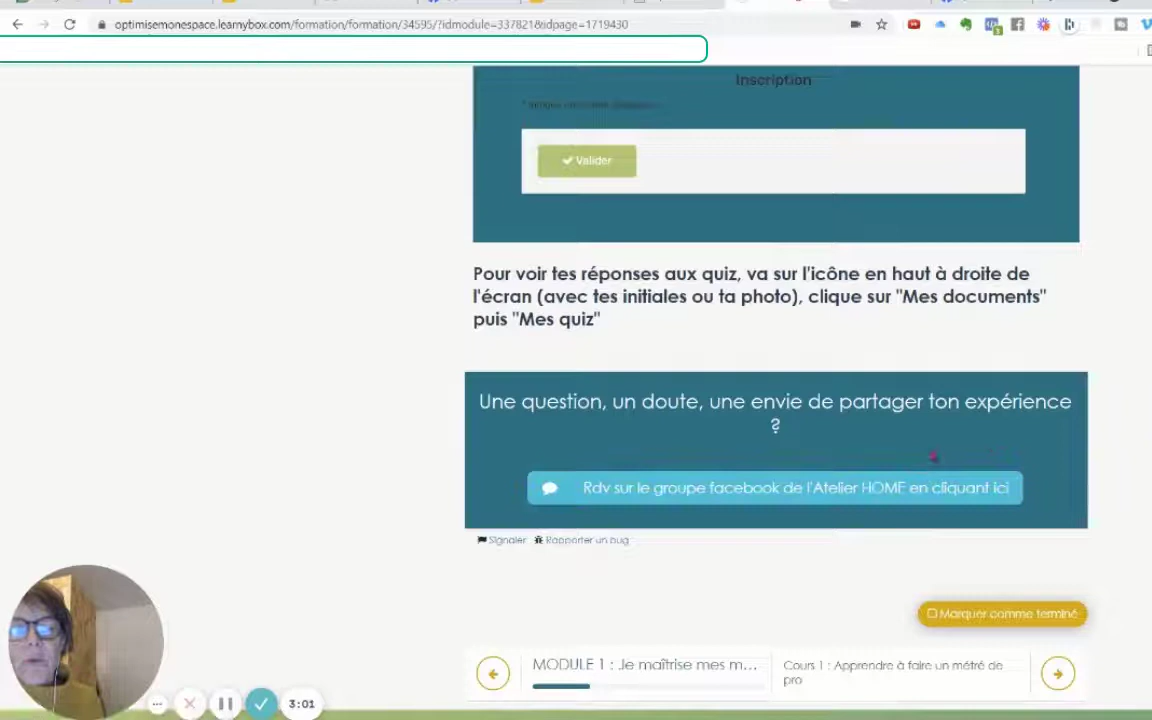 optimisemonespace.learnybox.com/formation/formation/34595/?idmodule=337821&idpage=1719430
Inscription
Valider
Pour voir tes réponses aux quiz, va sur l'icône en haut à droite de
l'écran (avec tes initiales ou ta photo), clique sur "Mes documents"
puis "Mes quiz"
Une question, un doute, une envie de partager ton expérience
?
Rdv sur le groupe facebook de l'Atelier HOME en cliquant ici
Signaler Rapporter un bug
Marquer comme terminé
MODULE 1 : Je maîtrise mes m...
Cours 1 : Apprendre à faire un métré de
pro
3:01